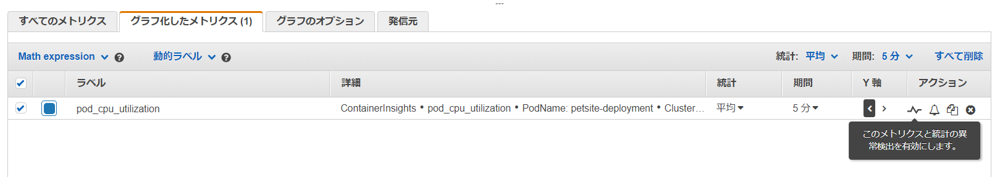 すべてのメトリクス グラフ化したメトリクス (1) グラフのオプション 発信元
Math expression 動的ラベル 統計: 平均 期間: 5 分 すべて削除
ラベル 詳細 統計 期間 Y 軸 アクション
pod_cpu_utilization ContainerInsights • pod_cpu_utilization • PodName: petsite-deployment • Cluster… 平均 5 分
このメトリクスと統計の異
常検出を有効にします。